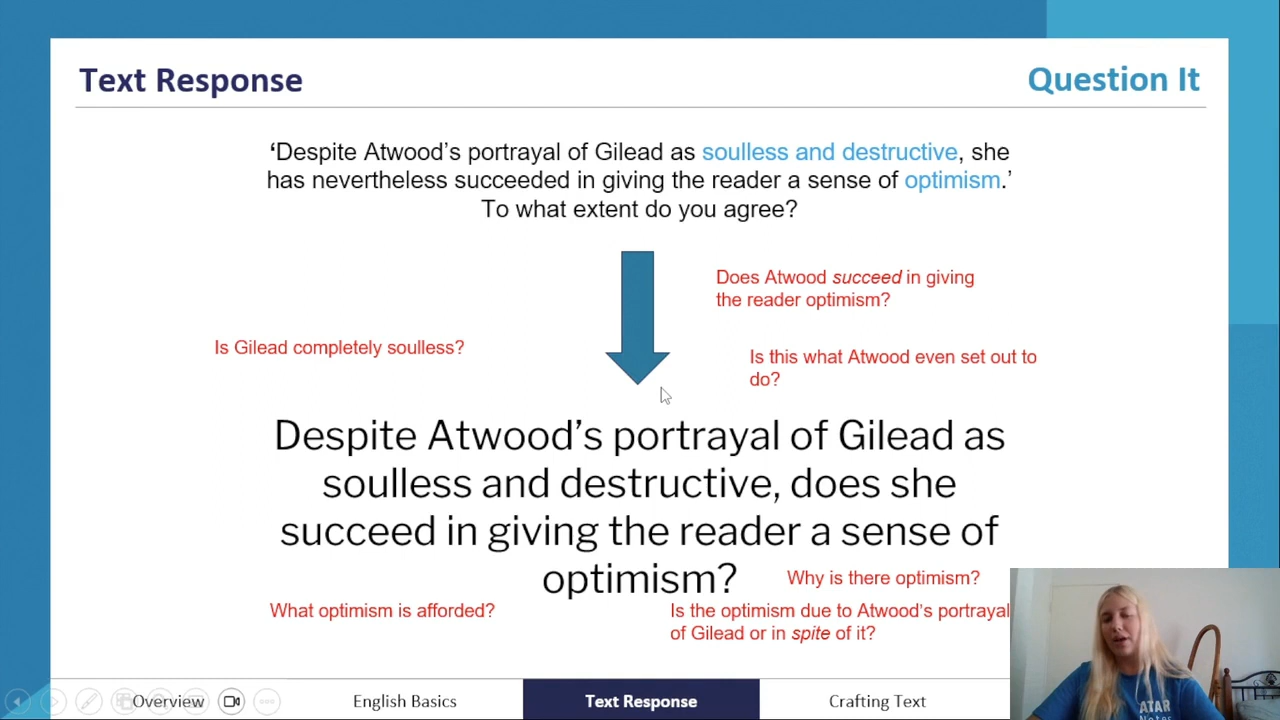 Text Response
Question It
‘Despite Atwood’s portrayal of Gilead as soulless and destructive, she
has nevertheless succeeded in giving the reader a sense of optimism.’
To what extent do you agree?
Does Atwood succeed in giving
the reader optimism?
Is Gilead completely soulless?
Is this what Atwood even set out to
do?
Despite Atwood’s portrayal of Gilead as
soulless and destructive, does she
succeed in giving the reader a sense of
optimism?
Why is there optimism?
What optimism is afforded?
Is the optimism due to Atwood’s portrayal
of Gilead or in spite of it?
Overview
English Basics
Text Response
Crafting Text
ATAR
Notes